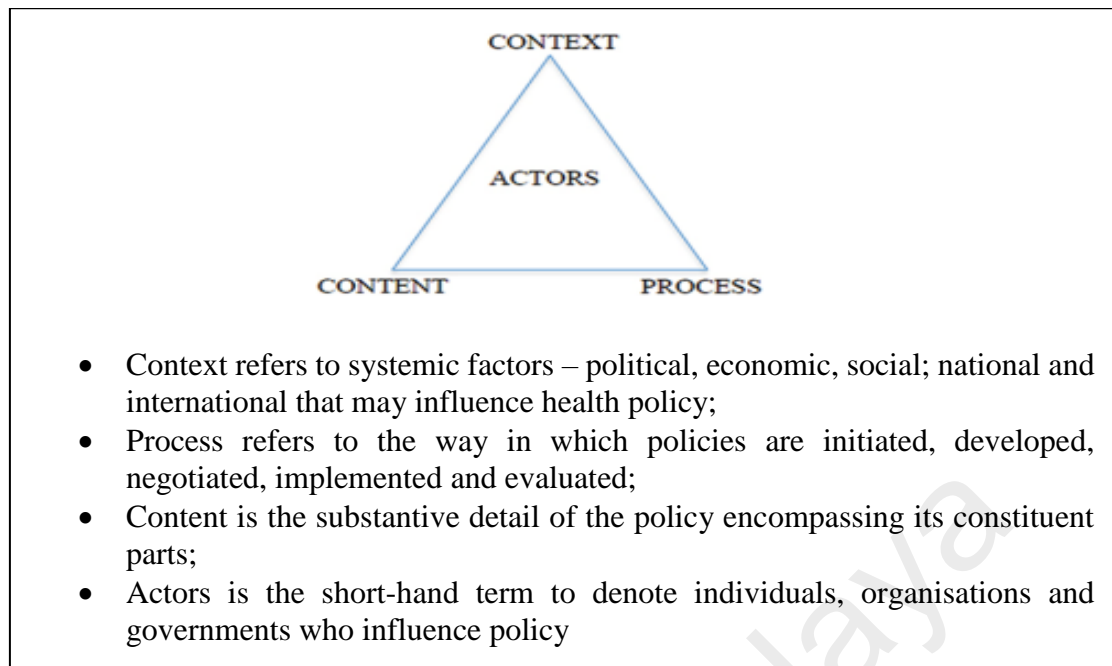 CONTEXT
ACTORS
CONTENT PROCESS
• Context refers to systemic factors – political, economic, social; national and
international that may influence health policy;
• Process refers to the way in which policies are initiated, developed,
negotiated, implemented and evaluated;
• Content is the substantive detail of the policy encompassing its constituent
parts;
• Actors is the short-hand term to denote individuals, organisations and
governments who influence policy